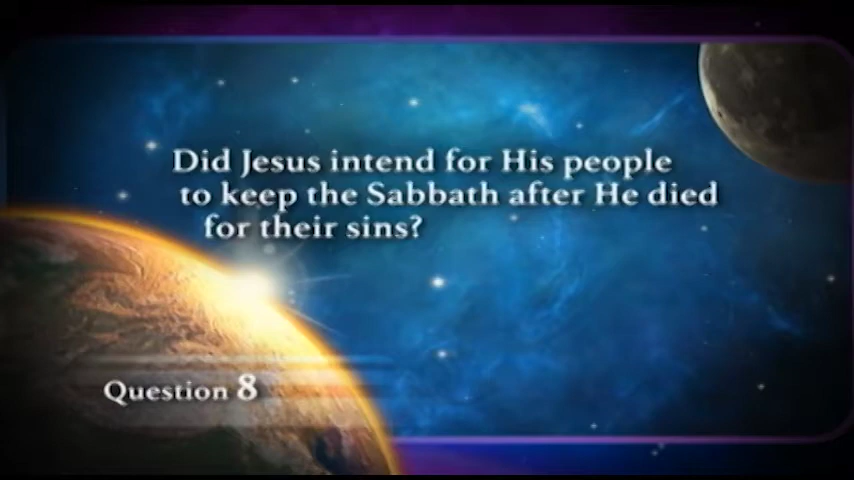 Did Jesus intend for His people
to keep the Sabbath after He died
for their sins?
Question 8